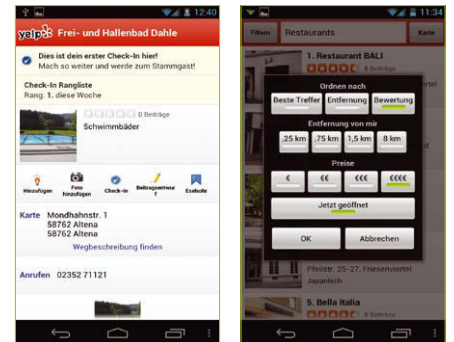 12:40
yelp Frei- und Hallenbad Dahle
Dies ist dein erster Check-In hier!
Mach so weiter und werde zum Stammgast!
Check-In Rangliste
Rang: 1. diese Woche
0 Beiträge
Schwimmbäder
Hinzufügen
Foto hinzufügen
Check-In
Beitragsentwurf
Eselsohr
Karte Mondhahnstr. 1
58762 Altena
58762 Altena
Wegbeschreibung finden
Anrufen 02352 71121
11:34
Filtern Restaurants Karte
1. Restaurant BALI
8 Beiträge
Ordnen nach
Beste Treffer Entfernung Bewertung
Entfernung von mir
,25 km ,75 km 1,5 km 8 km
Preise
€ €€ €€€ €€€€
Jetzt geöffnet
OK Abbrechen
Pfeilstr. 25-27, Friesenviertel
Japanisch
5. Bella Italia